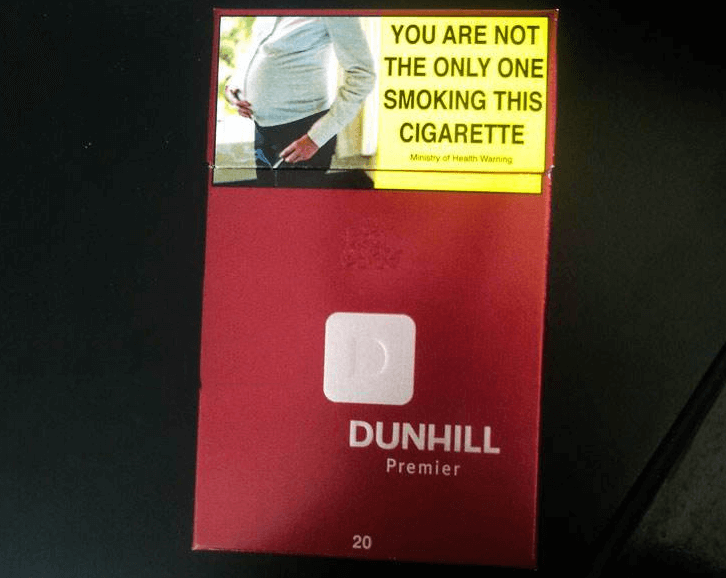 YOU ARE NOT
THE ONLY ONE
SMOKING THIS
CIGARETTE
Ministry of Health Warning
D
DUNHILL
Premier
20